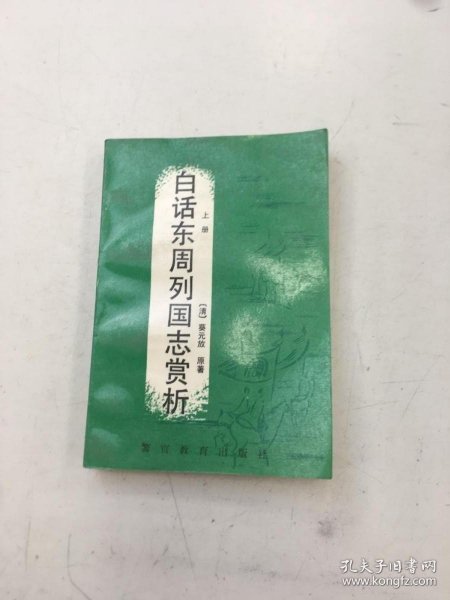 白话东周列国志赏析
上册
（清）葵元放 原著
警官教育出版社
孔夫子旧书网
www.kongfz.com